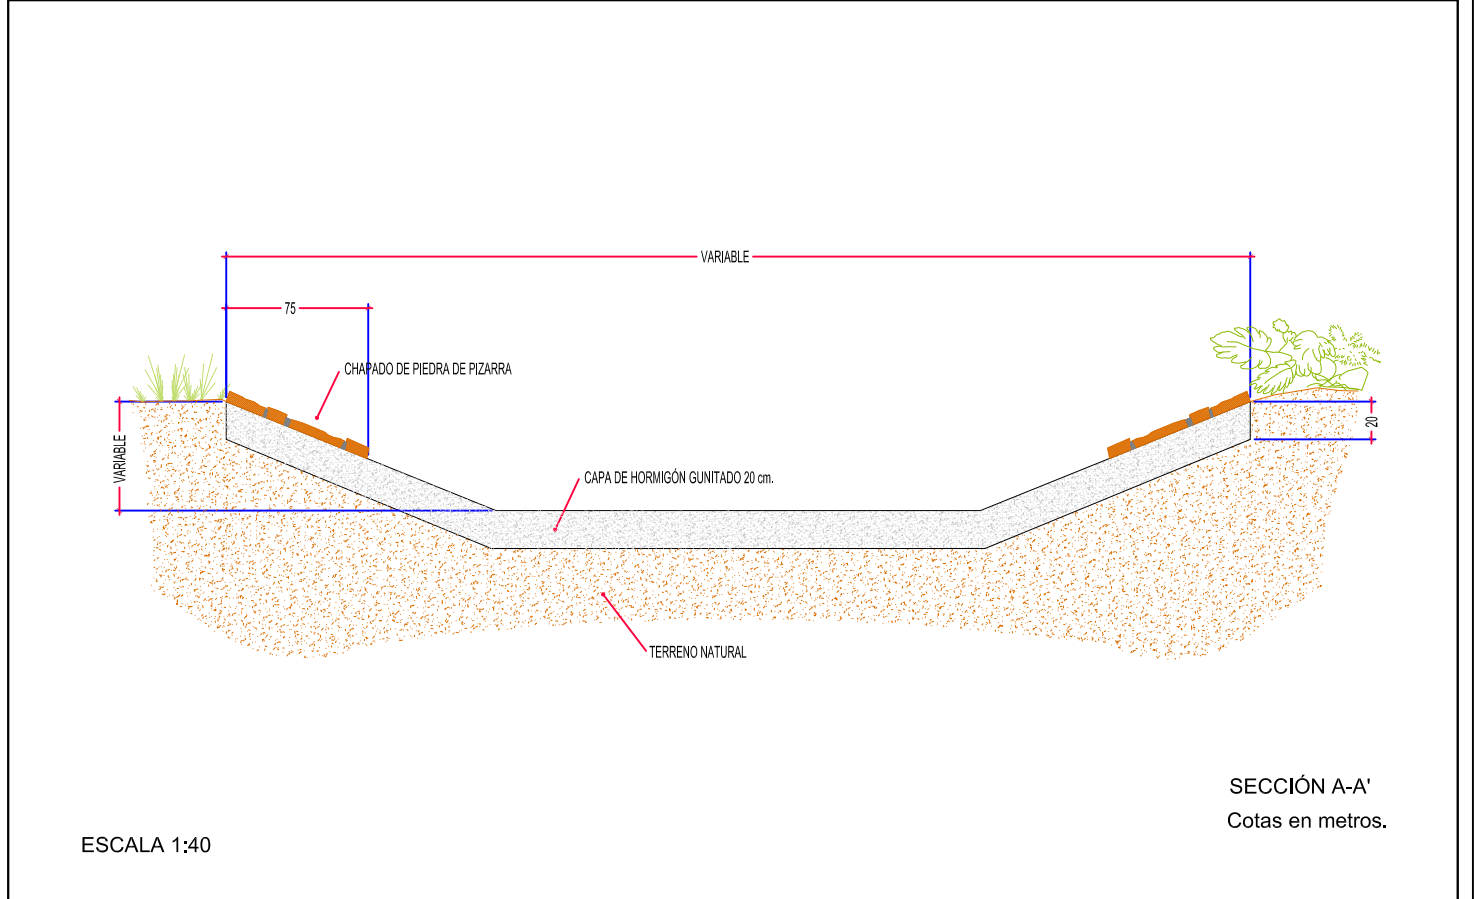 VARIABLE
75
CHAPADO DE PIEDRA DE PIZARRA
VARIABLE
20
CAPA DE HORMIGÓN GUNITADO 20 cm.
TERRENO NATURAL
SECCIÓN A-A'
Cotas en metros.
ESCALA 1:40